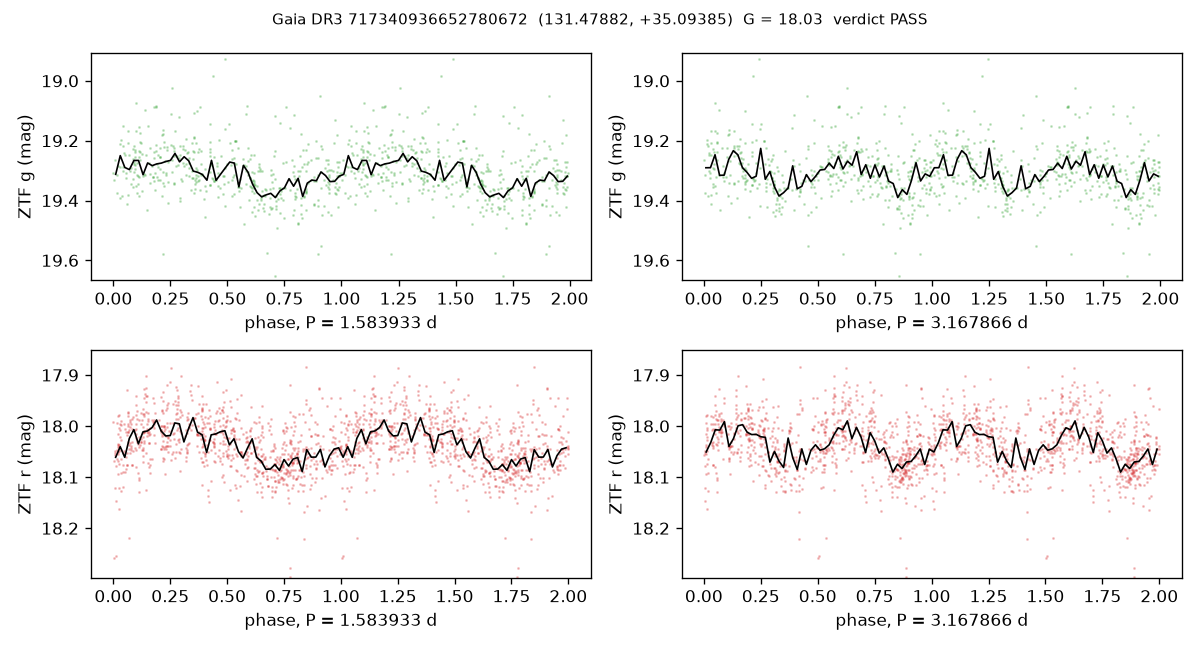 Gaia DR3 717340936652780672 (131.47882, +35.09385) G = 18.03 verdict PASS
ZTF g (mag)
19.0
19.2
19.4
19.6
0.00 0.25 0.50 0.75 1.00 1.25 1.50 1.75 2.00
phase, P = 1.583933 d
ZTF g (mag)
19.0
19.2
19.4
19.6
0.00 0.25 0.50 0.75 1.00 1.25 1.50 1.75 2.00
phase, P = 3.167866 d
ZTF r (mag)
17.9
18.0
18.1
18.2
0.00 0.25 0.50 0.75 1.00 1.25 1.50 1.75 2.00
phase, P = 1.583933 d
ZTF r (mag)
17.9
18.0
18.1
18.2
0.00 0.25 0.50 0.75 1.00 1.25 1.50 1.75 2.00
phase, P = 3.167866 d